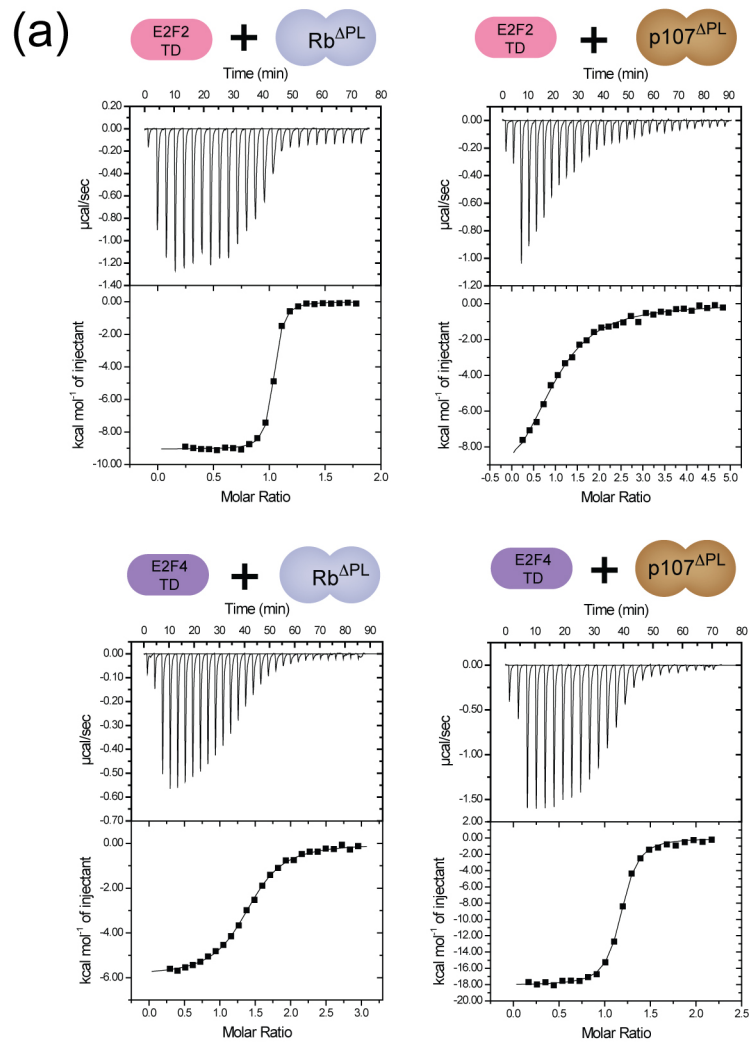 (a)
E2F2 TD + Rb^ΔPL
Time (min)
0 10 20 30 40 50 60 70 80
0.20
0.00
-0.20
-0.40
-0.60
-0.80
-1.00
-1.20
-1.40
µcal/sec
0.00
-2.00
-4.00
-6.00
-8.00
-10.00
kcal mol⁻¹ of injectant
0.0 0.5 1.0 1.5 2.0
Molar Ratio
E2F2 TD + p107^ΔPL
Time (min)
0 10 20 30 40 50 60 70 80 90
0.00
-0.20
-0.40
-0.60
-0.80
-1.00
-1.20
µcal/sec
0.00
-2.00
-4.00
-6.00
-8.00
kcal mol⁻¹ of injectant
-0.5 0.0 0.5 1.0 1.5 2.0 2.5 3.0 3.5 4.0 4.5 5.0
Molar Ratio
E2F4 TD + Rb^ΔPL
Time (min)
0 10 20 30 40 50 60 70 80 90
0.00
-0.10
-0.20
-0.30
-0.40
-0.50
-0.60
-0.70
µcal/sec
0.00
-2.00
-4.00
-6.00
kcal mol⁻¹ of injectant
0.0 0.5 1.0 1.5 2.0 2.5 3.0
Molar Ratio
E2F4 TD + p107^ΔPL
Time (min)
0 10 20 30 40 50 60 70 80
0.00
-0.50
-1.00
-1.50
µcal/sec
2.00
0.00
-2.00
-4.00
-6.00
-8.00
-10.00
-12.00
-14.00
-16.00
-18.00
-20.00
kcal mol⁻¹ of injectant
0.0 0.5 1.0 1.5 2.0 2.5
Molar Ratio